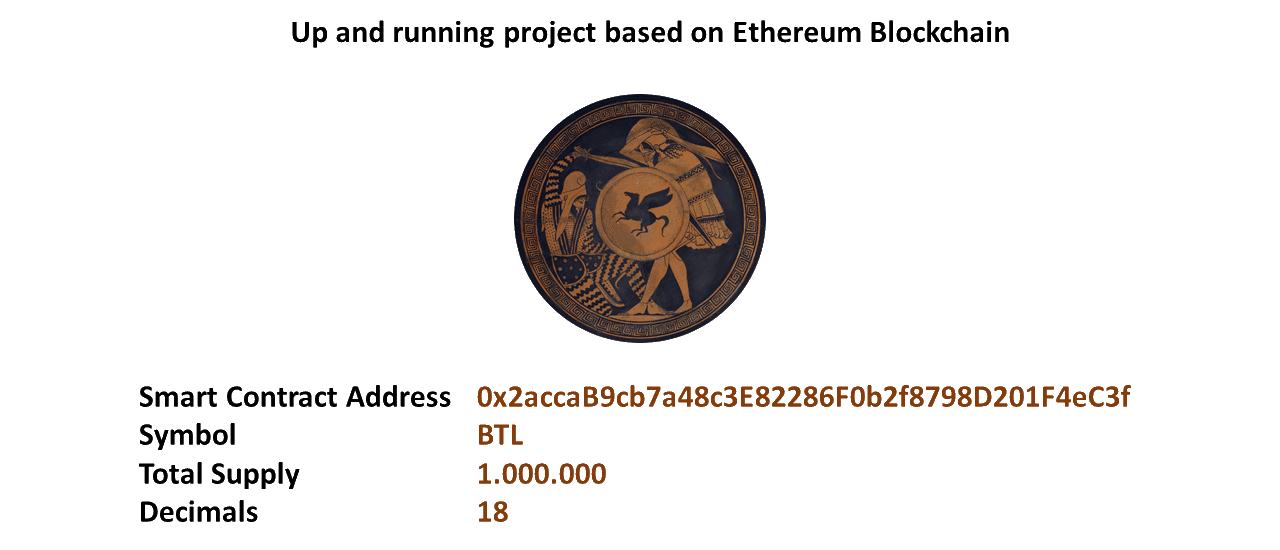 Up and running project based on Ethereum Blockchain
Smart Contract Address 0x2accaB9cb7a48c3E82286F0b2f8798D201F4eC3f
Symbol BTL
Total Supply 1.000.000
Decimals 18